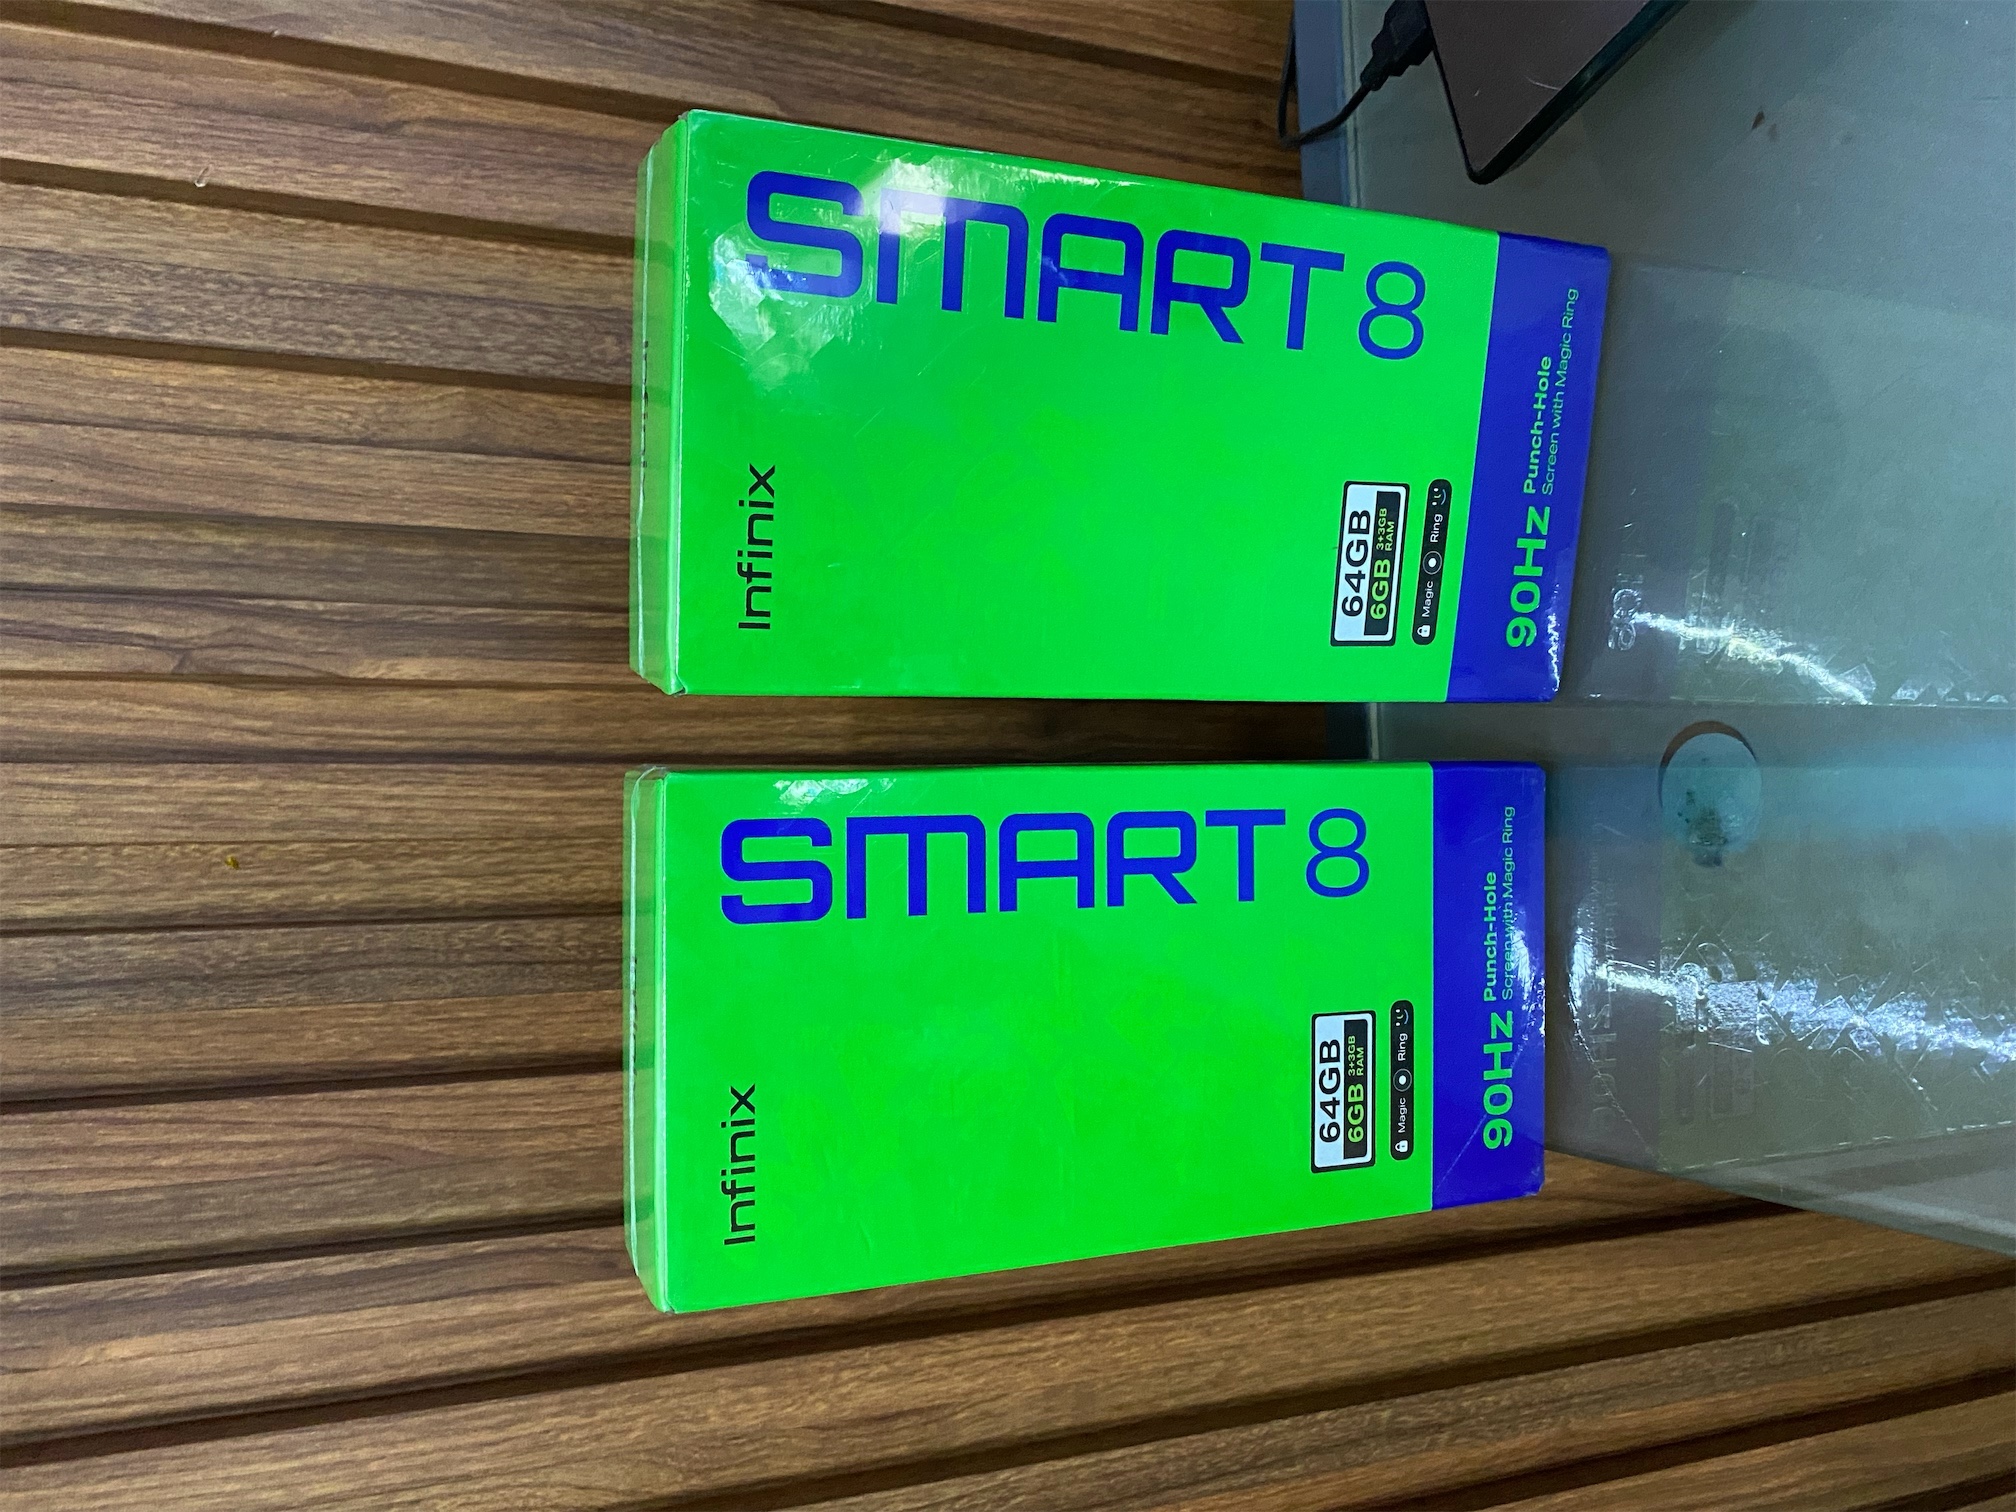 Infinix
SMART 8
64GB
6GB 3+3GB
RAM
Magic Ring
90Hz Punch-Hole
Screen with Magic Ring
Infinix
SMART 8
64GB
6GB 3+3GB
RAM
Magic Ring
90Hz Punch-Hole
Screen with Magic Ring